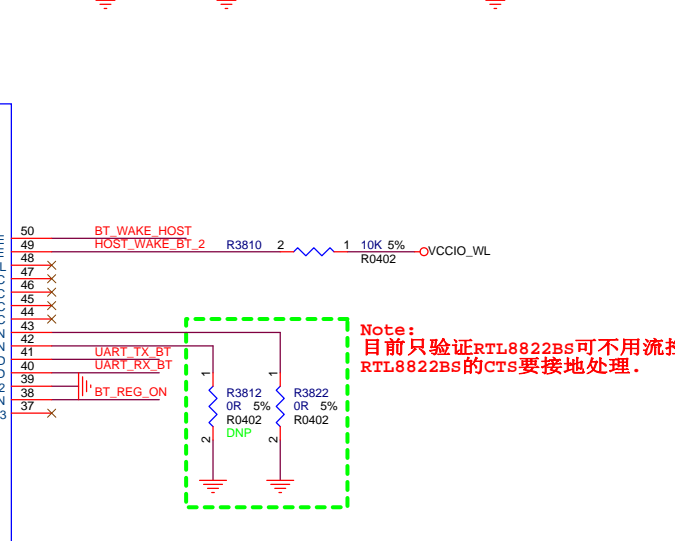 50
BT_WAKE_HOST
49
HOST_WAKE_BT_2
R3810
2
1
10K 5%
R0402
VCCIO_WL
E
E
L
C
C
C
C
N
N
D
D
2
N
3
48
47
46
45
44
43
42
41
UART_TX_BT
40
UART_RX_BT
39
38
BT_REG_ON
37
Note:
目前只验证RTL8822BS可不用流控
RTL8822BS的CTS要接地处理.
1
R3812
0R 5%
R0402
DNP
2
1
R3822
0R 5%
R0402
2